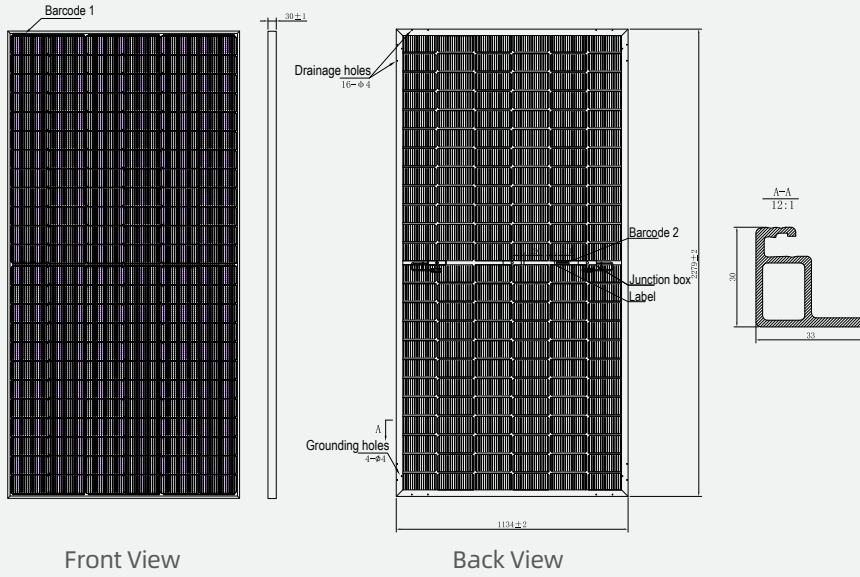 Barcode 1
30±1
Drainage holes
16-ϕ4
Barcode 2
Junction box
Label
2279±2
A
Grounding holes
4-ϕ4
1134±2
A-A
12:1
30
33
Front View
Back View